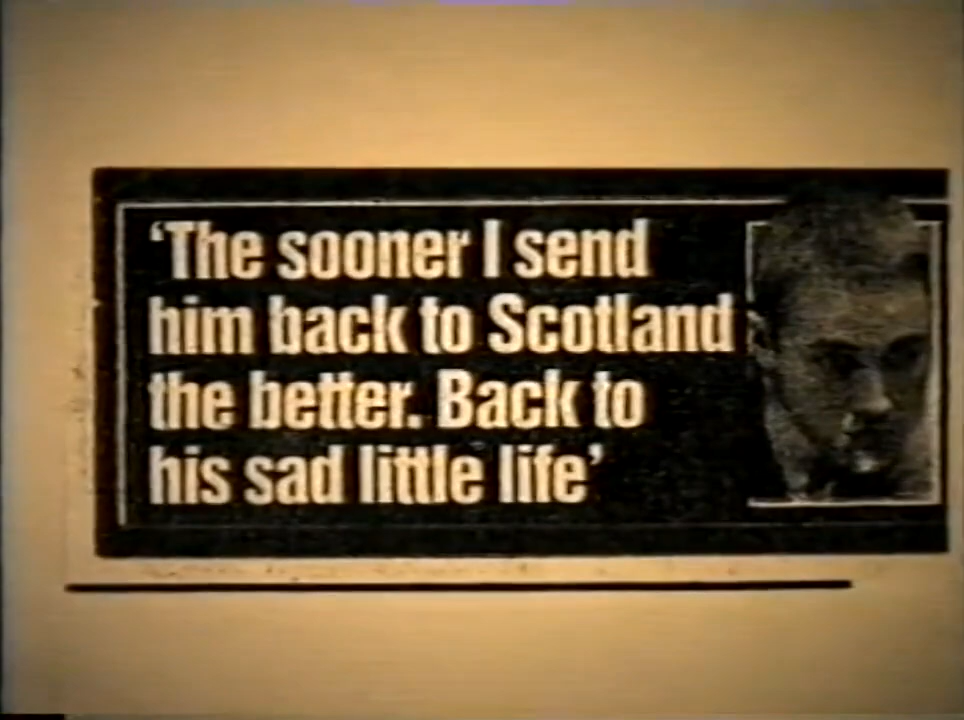 ‘The sooner I send
him back to Scotland
the better. Back to
his sad little life’